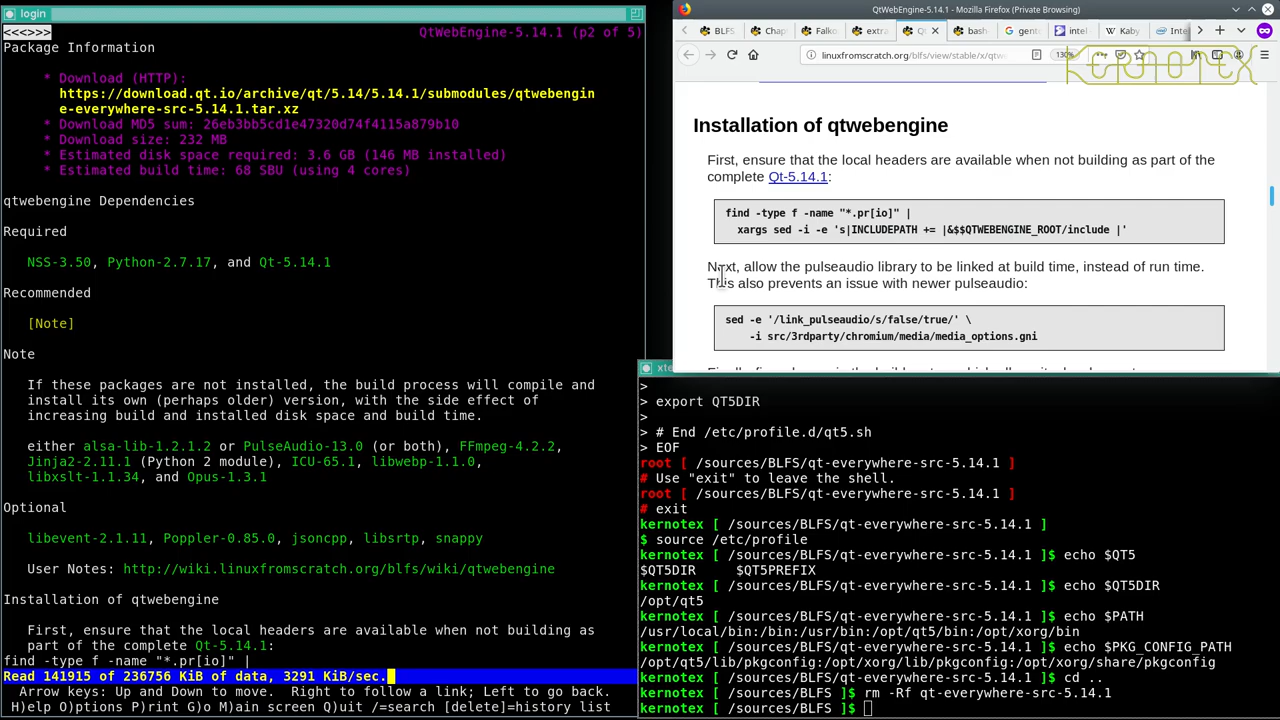 login
<<<>>>
QtWebEngine-5.14.1 (p2 of 5)
Package Information
* Download (HTTP):
https://download.qt.io/archive/qt/5.14/5.14.1/submodules/qtwebengin
e-everywhere-src-5.14.1.tar.xz
* Download MD5 sum: 26eb3bb5cd1e47320d74f4115a879b10
* Download size: 232 MB
* Estimated disk space required: 3.6 GB (146 MB installed)
* Estimated build time: 68 SBU (using 4 cores)
qtwebengine Dependencies
Required
NSS-3.50, Python-2.7.17, and Qt-5.14.1
Recommended
[Note]
Note
If these packages are not installed, the build process will compile and
install its own (perhaps older) version, with the side effect of
increasing build and installed disk space and build time.
either alsa-lib-1.2.1.2 or PulseAudio-13.0 (or both), FFmpeg-4.2.2,
Jinja2-2.11.1 (Python 2 module), ICU-65.1, libwebp-1.1.0,
libxslt-1.1.34, and Opus-1.3.1
Optional
libevent-2.1.11, Poppler-0.85.0, jsoncpp, libsrtp, snappy
User Notes: http://wiki.linuxfromscratch.org/blfs/wiki/qtwebengine
Installation of qtwebengine
First, ensure that the local headers are available when not building as
part of the complete Qt-5.14.1:
find -type f -name "*.pr[io]" |
Read 141915 of 236756 KiB of data, 3291 KiB/sec.
Arrow keys: Up and Down to move. Right to follow a link; Left to go back.
H)elp O)ptions P)rint G)o M)ain screen Q)uit /=search [delete]=history list
QtWebEngine-5.14.1 - Mozilla Firefox (Private Browsing)
BLFS
Chap
Falko
extra
Qt
bash
gent
intel
Kaby
Inte
linuxfromscratch.org/blfs/view/stable/x/qtw
130%
KERNOTEX
Installation of qtwebengine
First, ensure that the local headers are available when not building as part of the
complete Qt-5.14.1:
find -type f -name "*.pr[io]" |
xargs sed -i -e 's|INCLUDEPATH += |&$$QTWEBENGINE_ROOT/include |'
Next, allow the pulseaudio library to be linked at build time, instead of run time.
This also prevents an issue with newer pulseaudio:
sed -e '/link_pulseaudio/s/false/true/' \
-i src/3rdparty/chromium/media/media_options.gni
xte
>
> export QT5DIR
>
> # End /etc/profile.d/qt5.sh
> EOF
root [ /sources/BLFS/qt-everywhere-src-5.14.1 ]
# Use "exit" to leave the shell.
root [ /sources/BLFS/qt-everywhere-src-5.14.1 ]
# exit
kernotex [ /sources/BLFS/qt-everywhere-src-5.14.1 ]
$ source /etc/profile
kernotex [ /sources/BLFS/qt-everywhere-src-5.14.1 ]$ echo $QT5
$QT5DIR $QT5PREFIX
kernotex [ /sources/BLFS/qt-everywhere-src-5.14.1 ]$ echo $QT5DIR
/opt/qt5
kernotex [ /sources/BLFS/qt-everywhere-src-5.14.1 ]$ echo $PATH
/usr/local/bin:/bin:/usr/bin:/opt/qt5/bin:/opt/xorg/bin
kernotex [ /sources/BLFS/qt-everywhere-src-5.14.1 ]$ echo $PKG_CONFIG_PATH
/opt/qt5/lib/pkgconfig:/opt/xorg/lib/pkgconfig:/opt/xorg/share/pkgconfig
kernotex [ /sources/BLFS/qt-everywhere-src-5.14.1 ]$ cd ..
kernotex [ /sources/BLFS ]$ rm -Rf qt-everywhere-src-5.14.1
kernotex [ /sources/BLFS ]$